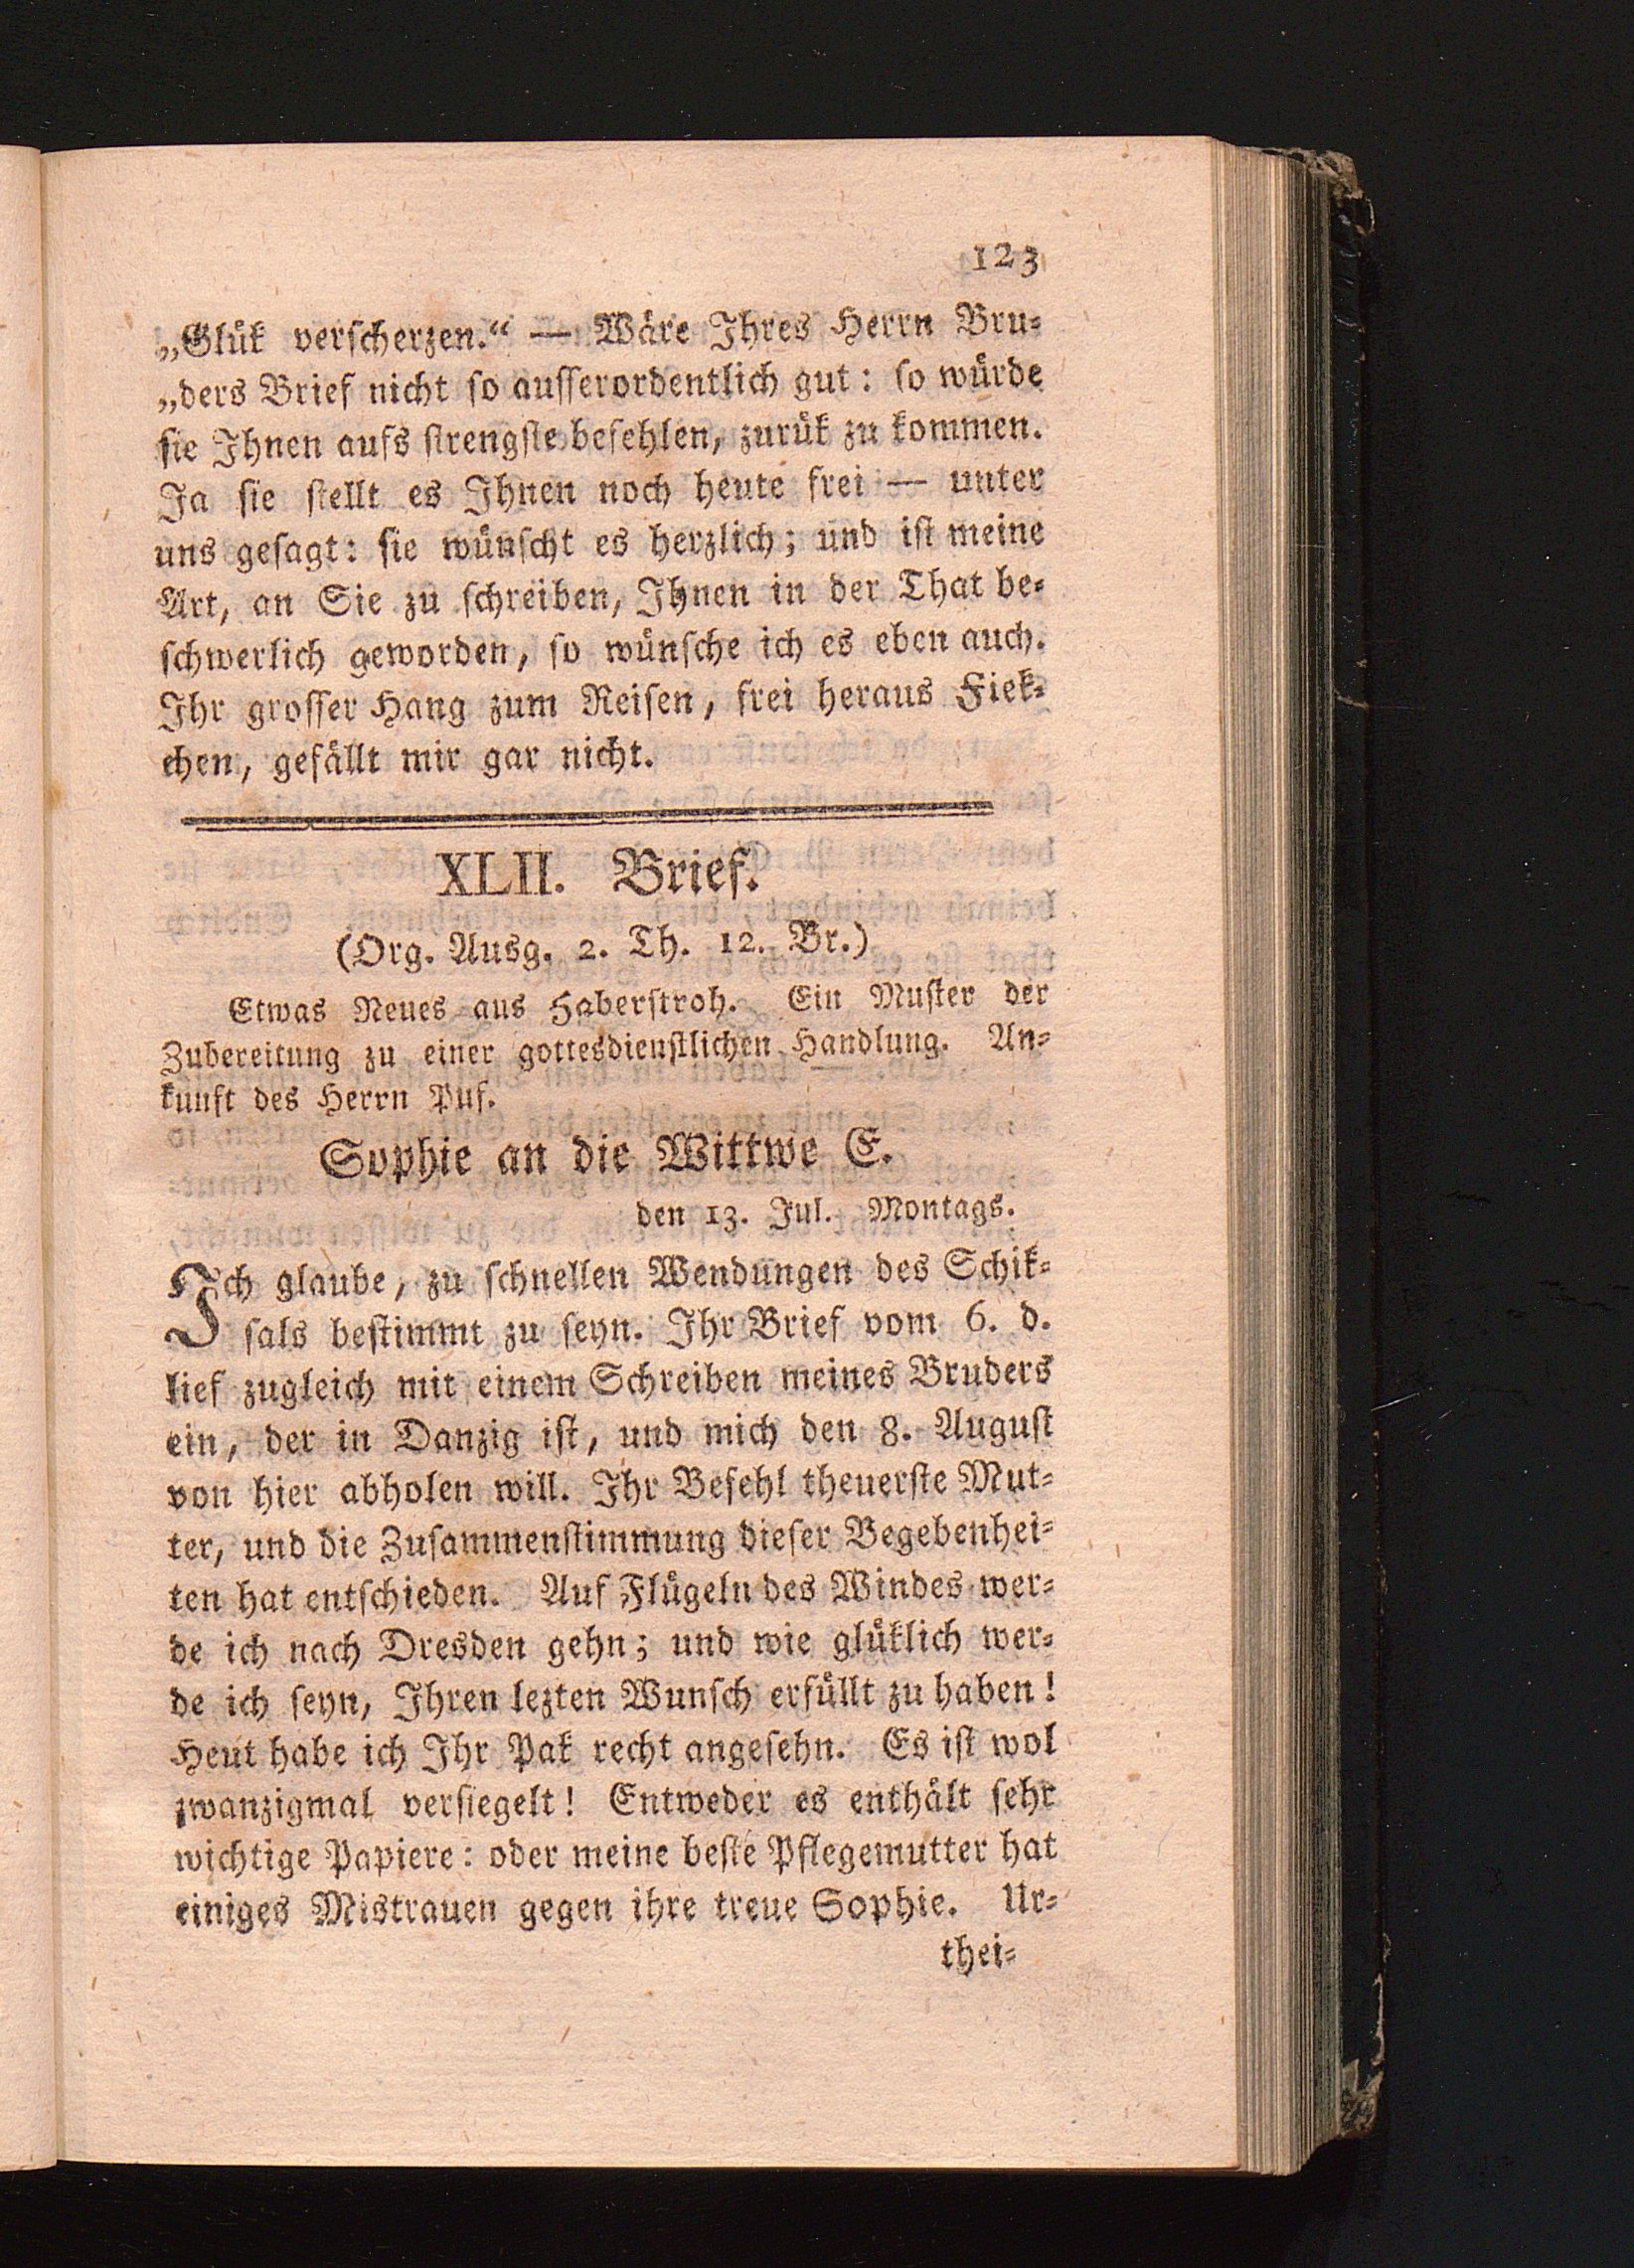 123
„Glük verscherzen.“ — Wäre Ihres Herrn Bru-
„ders Brief nicht so ausserordentlich gut: so würde
sie Ihnen aufs strengste befehlen, zurük zu kommen.
Ja sie stellt es Ihnen noch heute frei — unter
uns gesagt: sie wünscht es herzlich; und ist meine
Art, an Sie zu schreiben, Ihnen in der That be-
schwerlich geworden, so wünsche ich es eben auch.
Ihr grosser Hang zum Reisen, frei heraus Fiek-
chen, gefällt mir gar nicht.
XLII. Brief.
(Org. Ausg. 2. Th. 12. Br.)
Etwas Neues aus Haberstroh. Ein Muster der
Zubereitung zu einer gottesdienstlichen Handlung. An-
kunft des Herrn Puf.
Sophie an die Wittwe E.
den 13. Jul. Montags.
Ich glaube, zu schnellen Wendungen des Schik-
sals bestimmt zu seyn. Ihr Brief vom 6. d.
lief zugleich mit einem Schreiben meines Bruders
ein, der in Danzig ist, und mich den 8. August
von hier abholen will. Ihr Befehl theuerste Mut-
ter, und die Zusammenstimmung dieser Begebenhei-
ten hat entschieden. Auf Flügeln des Windes wer-
de ich nach Dresden gehn; und wie glüklich wer-
de ich seyn, Ihren lezten Wunsch erfüllt zu haben!
Heut habe ich Ihr Pak recht angesehn. Es ist wol
zwanzigmal versiegelt! Entweder es enthält sehr
wichtige Papiere: oder meine beste Pflegemutter hat
einiges Mistrauen gegen ihre treue Sophie. Ur-
thei-